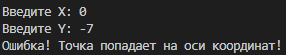 Введите X: 0
Введите Y: -7
Ошибка! Точка попадает на оси координат!